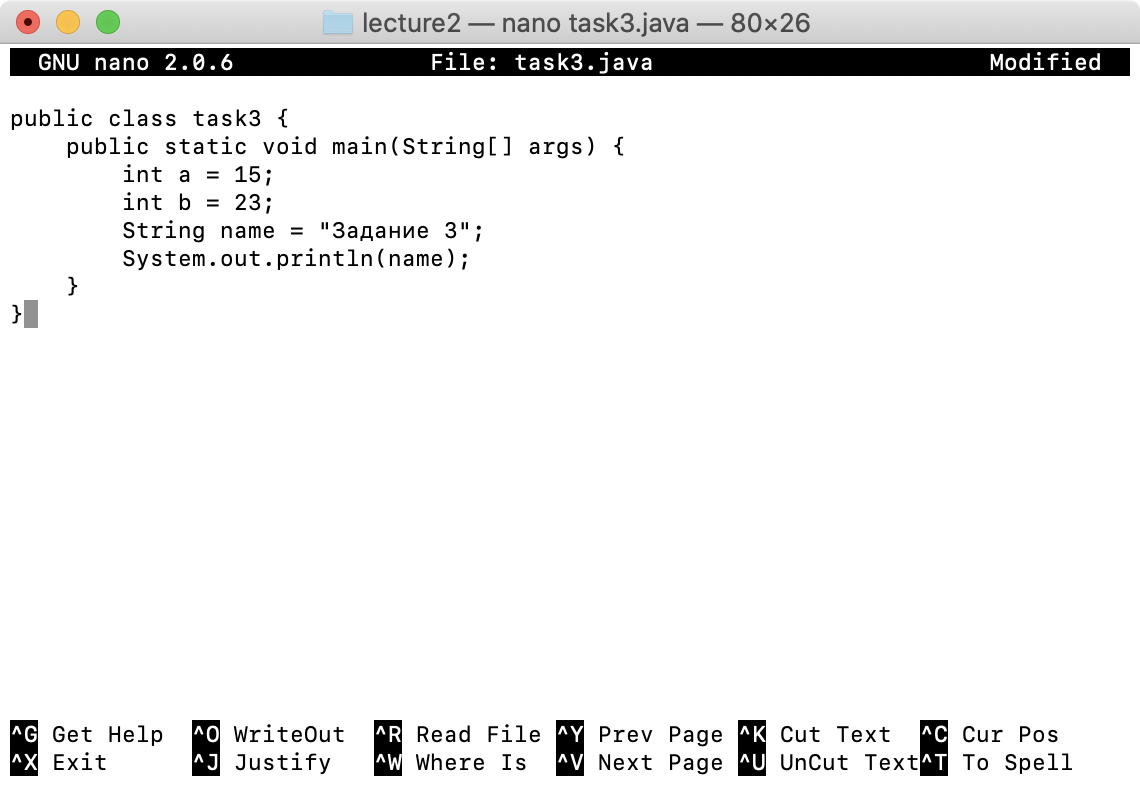 lecture2 — nano task3.java — 80×26
GNU nano 2.0.6 File: task3.java Modified
public class task3 {
    public static void main(String[] args) {
        int a = 15;
        int b = 23;
        String name = "Задание 3";
        System.out.println(name);
    }
}
^G Get Help ^O WriteOut ^R Read File ^Y Prev Page ^K Cut Text ^C Cur Pos
^X Exit ^J Justify ^W Where Is ^V Next Page ^U UnCut Text ^T To Spell